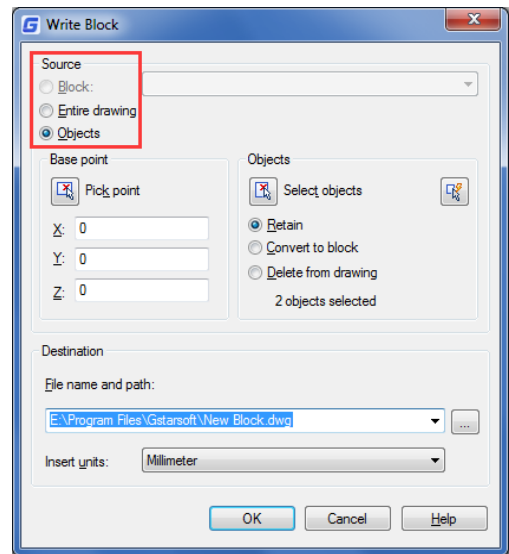 Write Block
Source
Block:
Entire drawing
Objects
Base point
Pick point
X: 0
Y: 0
Z: 0
Objects
Select objects
Retain
Convert to block
Delete from drawing
2 objects selected
Destination
File name and path:
E:\Program Files\Gstarsoft\New Block.dwg
...
Insert units: Millimeter
OK Cancel Help